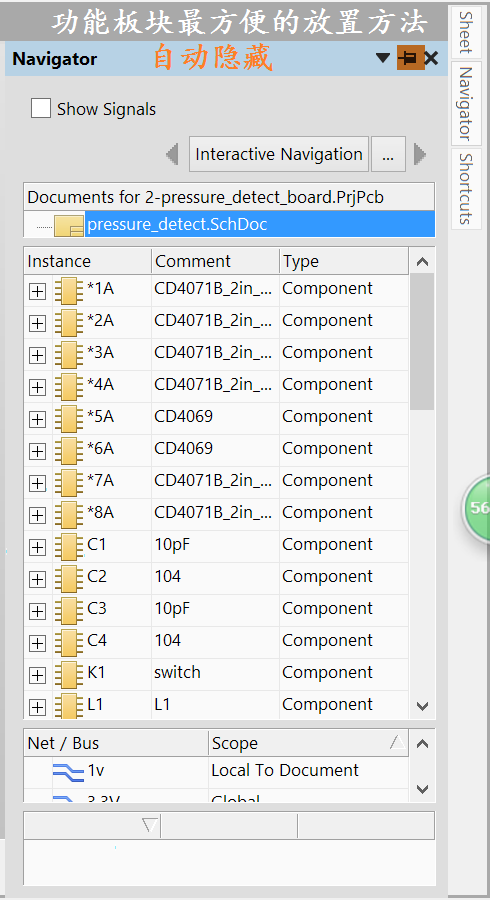 功能板块最方便的放置方法
Navigator 自动隐藏
Show Signals
Interactive Navigation ...
Documents for 2-pressure_detect_board.PrjPcb
pressure_detect.SchDoc
Instance Comment Type
*1A CD4071B_2in_... Component
*2A CD4071B_2in_... Component
*3A CD4071B_2in_... Component
*4A CD4071B_2in_... Component
*5A CD4069 Component
*6A CD4069 Component
*7A CD4071B_2in_... Component
*8A CD4071B_2in_... Component
C1 10pF Component
C2 104 Component
C3 10pF Component
C4 104 Component
K1 switch Component
L1 L1 Component
Net / Bus Scope
1v Local To Document
3.3V Global
Sheet
Navigator
Shortcuts
56